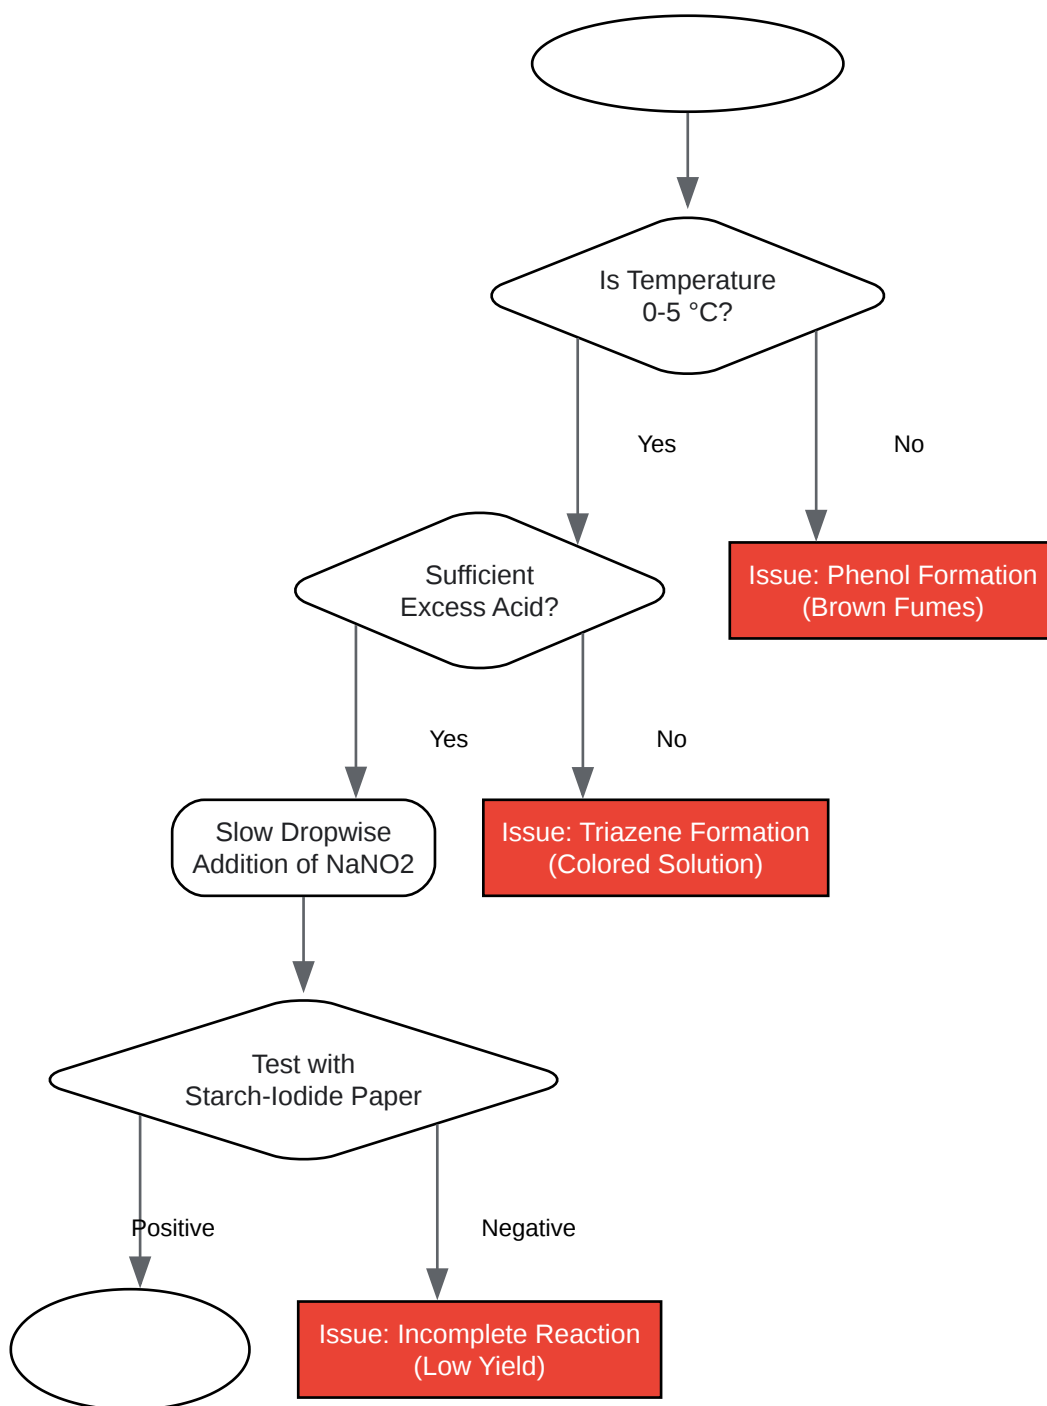 Is Temperature
0-5 °C?
Yes
No
Sufficient
Excess Acid?
Issue: Phenol Formation
(Brown Fumes)
Yes
No
Slow Dropwise
Addition of NaNO2
Issue: Triazene Formation
(Colored Solution)
Test with
Starch-Iodide Paper
Positive
Negative
Issue: Incomplete Reaction
(Low Yield)